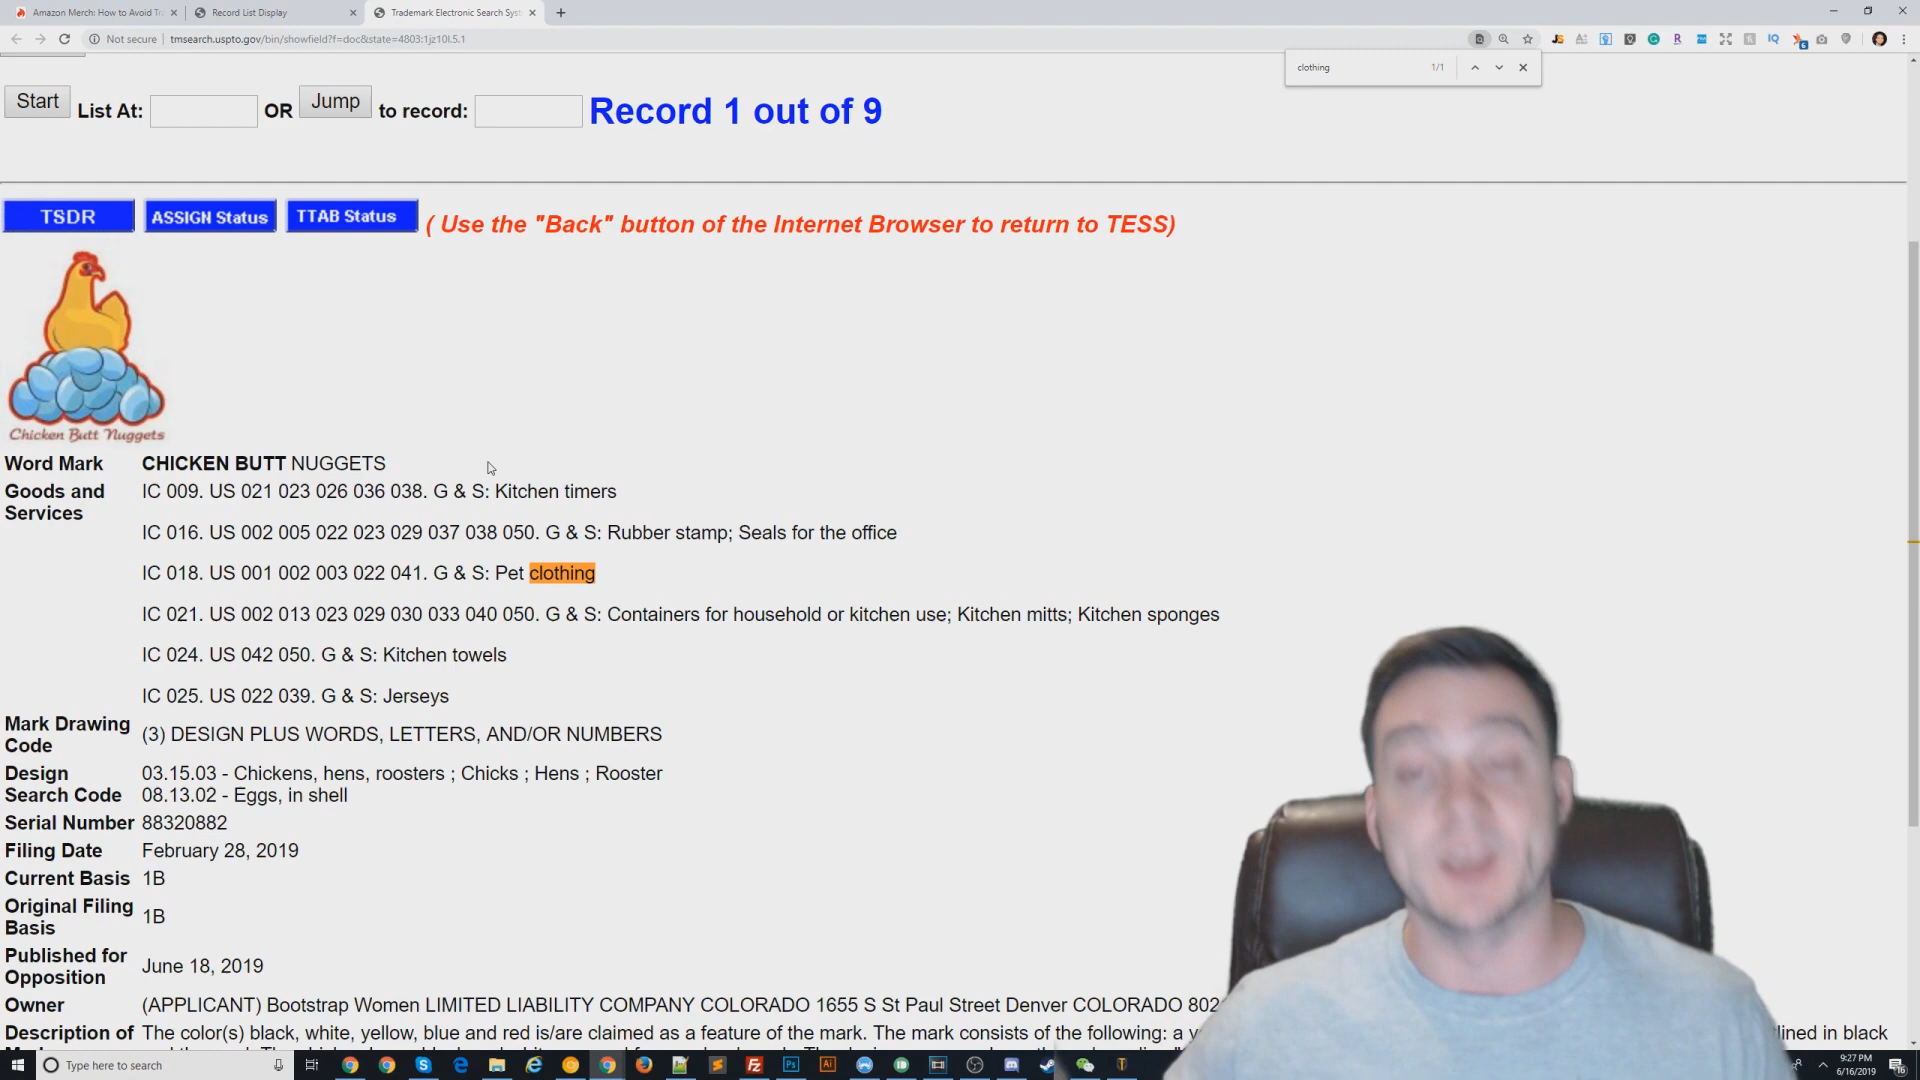 Amazon Merch: How to Avoid Tr
Record List Display
Trademark Electronic Search Syst
Not secure | tmsearch.uspto.gov/bin/showfield?f=doc&state=4803:1jz10l.5.1
clothing 1/1
Start List At: OR Jump to record: Record 1 out of 9
TSDR ASSIGN Status TTAB Status ( Use the "Back" button of the Internet Browser to return to TESS)
Chicken Butt Nuggets
Word Mark CHICKEN BUTT NUGGETS
Goods and Services IC 009. US 021 023 026 036 038. G & S: Kitchen timers
IC 016. US 002 005 022 023 029 037 038 050. G & S: Rubber stamp; Seals for the office
IC 018. US 001 002 003 022 041. G & S: Pet clothing
IC 021. US 002 013 023 029 030 033 040 050. G & S: Containers for household or kitchen use; Kitchen mitts; Kitchen sponges
IC 024. US 042 050. G & S: Kitchen towels
IC 025. US 022 039. G & S: Jerseys
Mark Drawing Code (3) DESIGN PLUS WORDS, LETTERS, AND/OR NUMBERS
Design Search Code 03.15.03 - Chickens, hens, roosters ; Chicks ; Hens ; Rooster
08.13.02 - Eggs, in shell
Serial Number 88320882
Filing Date February 28, 2019
Current Basis 1B
Original Filing Basis 1B
Published for Opposition June 18, 2019
Owner (APPLICANT) Bootstrap Women LIMITED LIABILITY COMPANY COLORADO 1655 S St Paul Street Denver COLORADO 802
Description of The color(s) black, white, yellow, blue and red is/are claimed as a feature of the mark. The mark consists of the following: a y tlined in black
Type here to search
9:27 PM
6/16/2019